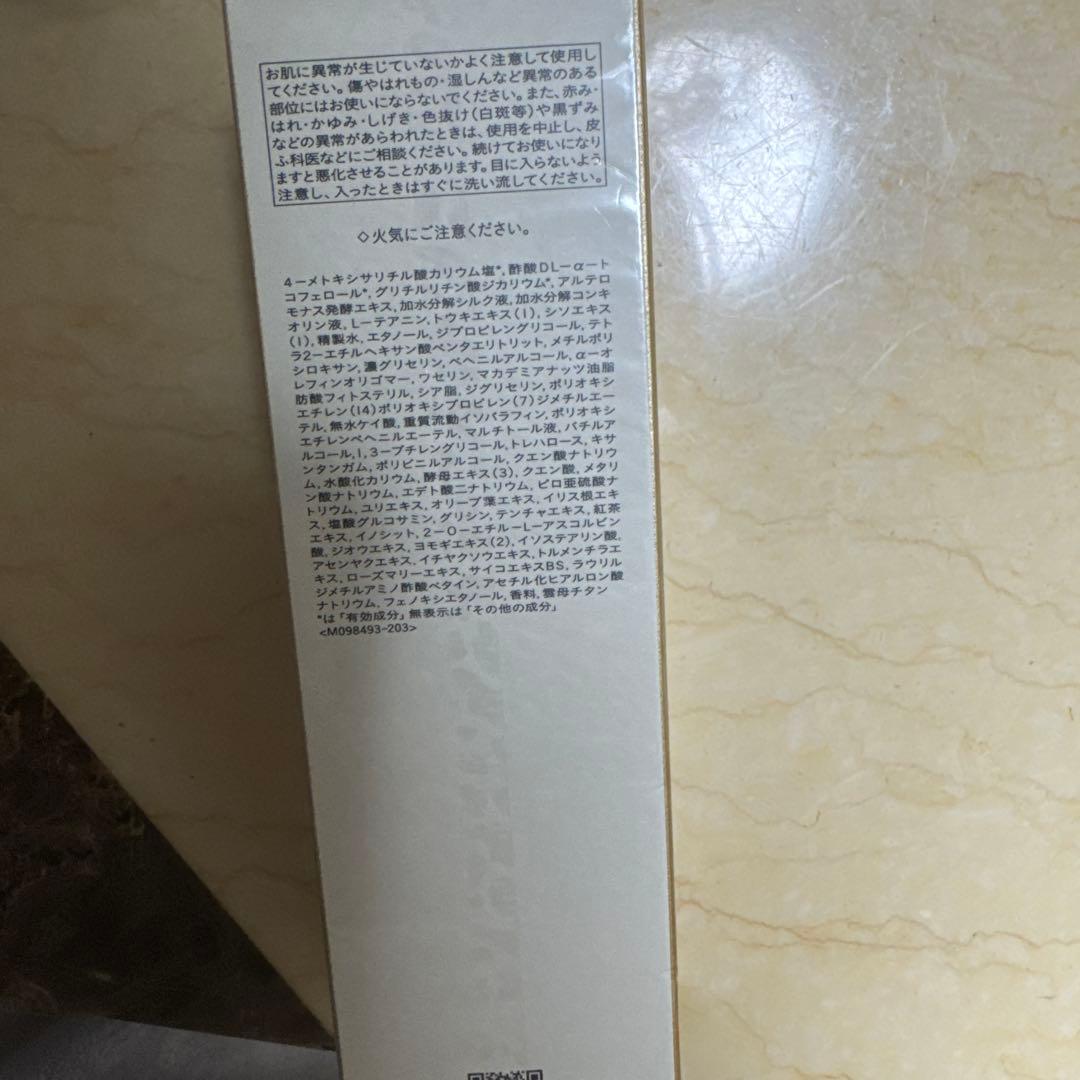 お肌に異常が生じていないかよく注意して使用し
てください。傷やはれもの・湿しんなど異常のある
部位にはお使いにならないでください。また、赤み・
はれ・かゆみ・しげき・色抜け(白斑等)や黒ずみ
などの異常があらわれたときは、使用を中止し、皮
ふ科医などにご相談ください。続けてお使いになり
ますと悪化させることがあります。目に入らないよう
注意し、入ったときはすぐに洗い流してください。
◇火気にご注意ください。
4-メトキシサリチル酸カリウム塩*, 酢酸DL-α-ト
コフェロール*, グリチルリチン酸ジカリウム*, アルテロ
モナス発酵エキス, 加水分解シルク液, 加水分解コンキ
オリン液, L-テアニン, トウキエキス(1), シソエキス
(1), 精製水, エタノール, ジプロピレングリコール, テト
ラ2-エチルヘキサン酸ペンタエリトリット, メチルポリ
シロキサン, 濃グリセリン, ベヘニルアルコール, α-オ
レフィンオリゴマー, ワセリン, マカデミアナッツ油脂
肪酸フィトステリル, シア脂, ジグリセリン, ポリオキシ
エチレン(14)ポリオキシプロピレン(7)ジメチルエー
テル, 無水ケイ酸, 重質流動イソパラフィン, ポリオキシ
エチレンベヘニルエーテル, マルチトール液, バチルア
ルコール, 1,3-ブチレングリコール, トレハロース, キサ
ンタンガム, ポリビニルアルコール, クエン酸ナトリウ
ム, 水酸化カリウム, 酵母エキス(3), クエン酸, メタリ
ン酸ナトリウム, エデト酸二ナトリウム, ピロ亜硫酸ナ
トリウム, ユリエキス, オリーブ葉エキス, イリス根エキ
ス, 塩酸グルコサミン, グリシン, テンチャエキス, 紅茶
エキス, イノシット, 2-O-エチル-L-アスコルビン
酸, ジオウエキス, ヨモギエキス(2), イソステアリン酸,
アセンヤクエキス, イチヤクソウエキス, トルメンチラエ
キス, ローズマリーエキス, サイコエキスBS, ラウリル
ジメチルアミノ酢酸ベタイン, アセチル化ヒアルロン酸
ナトリウム, フェノキシエタノール, 香料, 雲母チタン
*は「有効成分」無表示は「その他の成分」
<M098493-203>